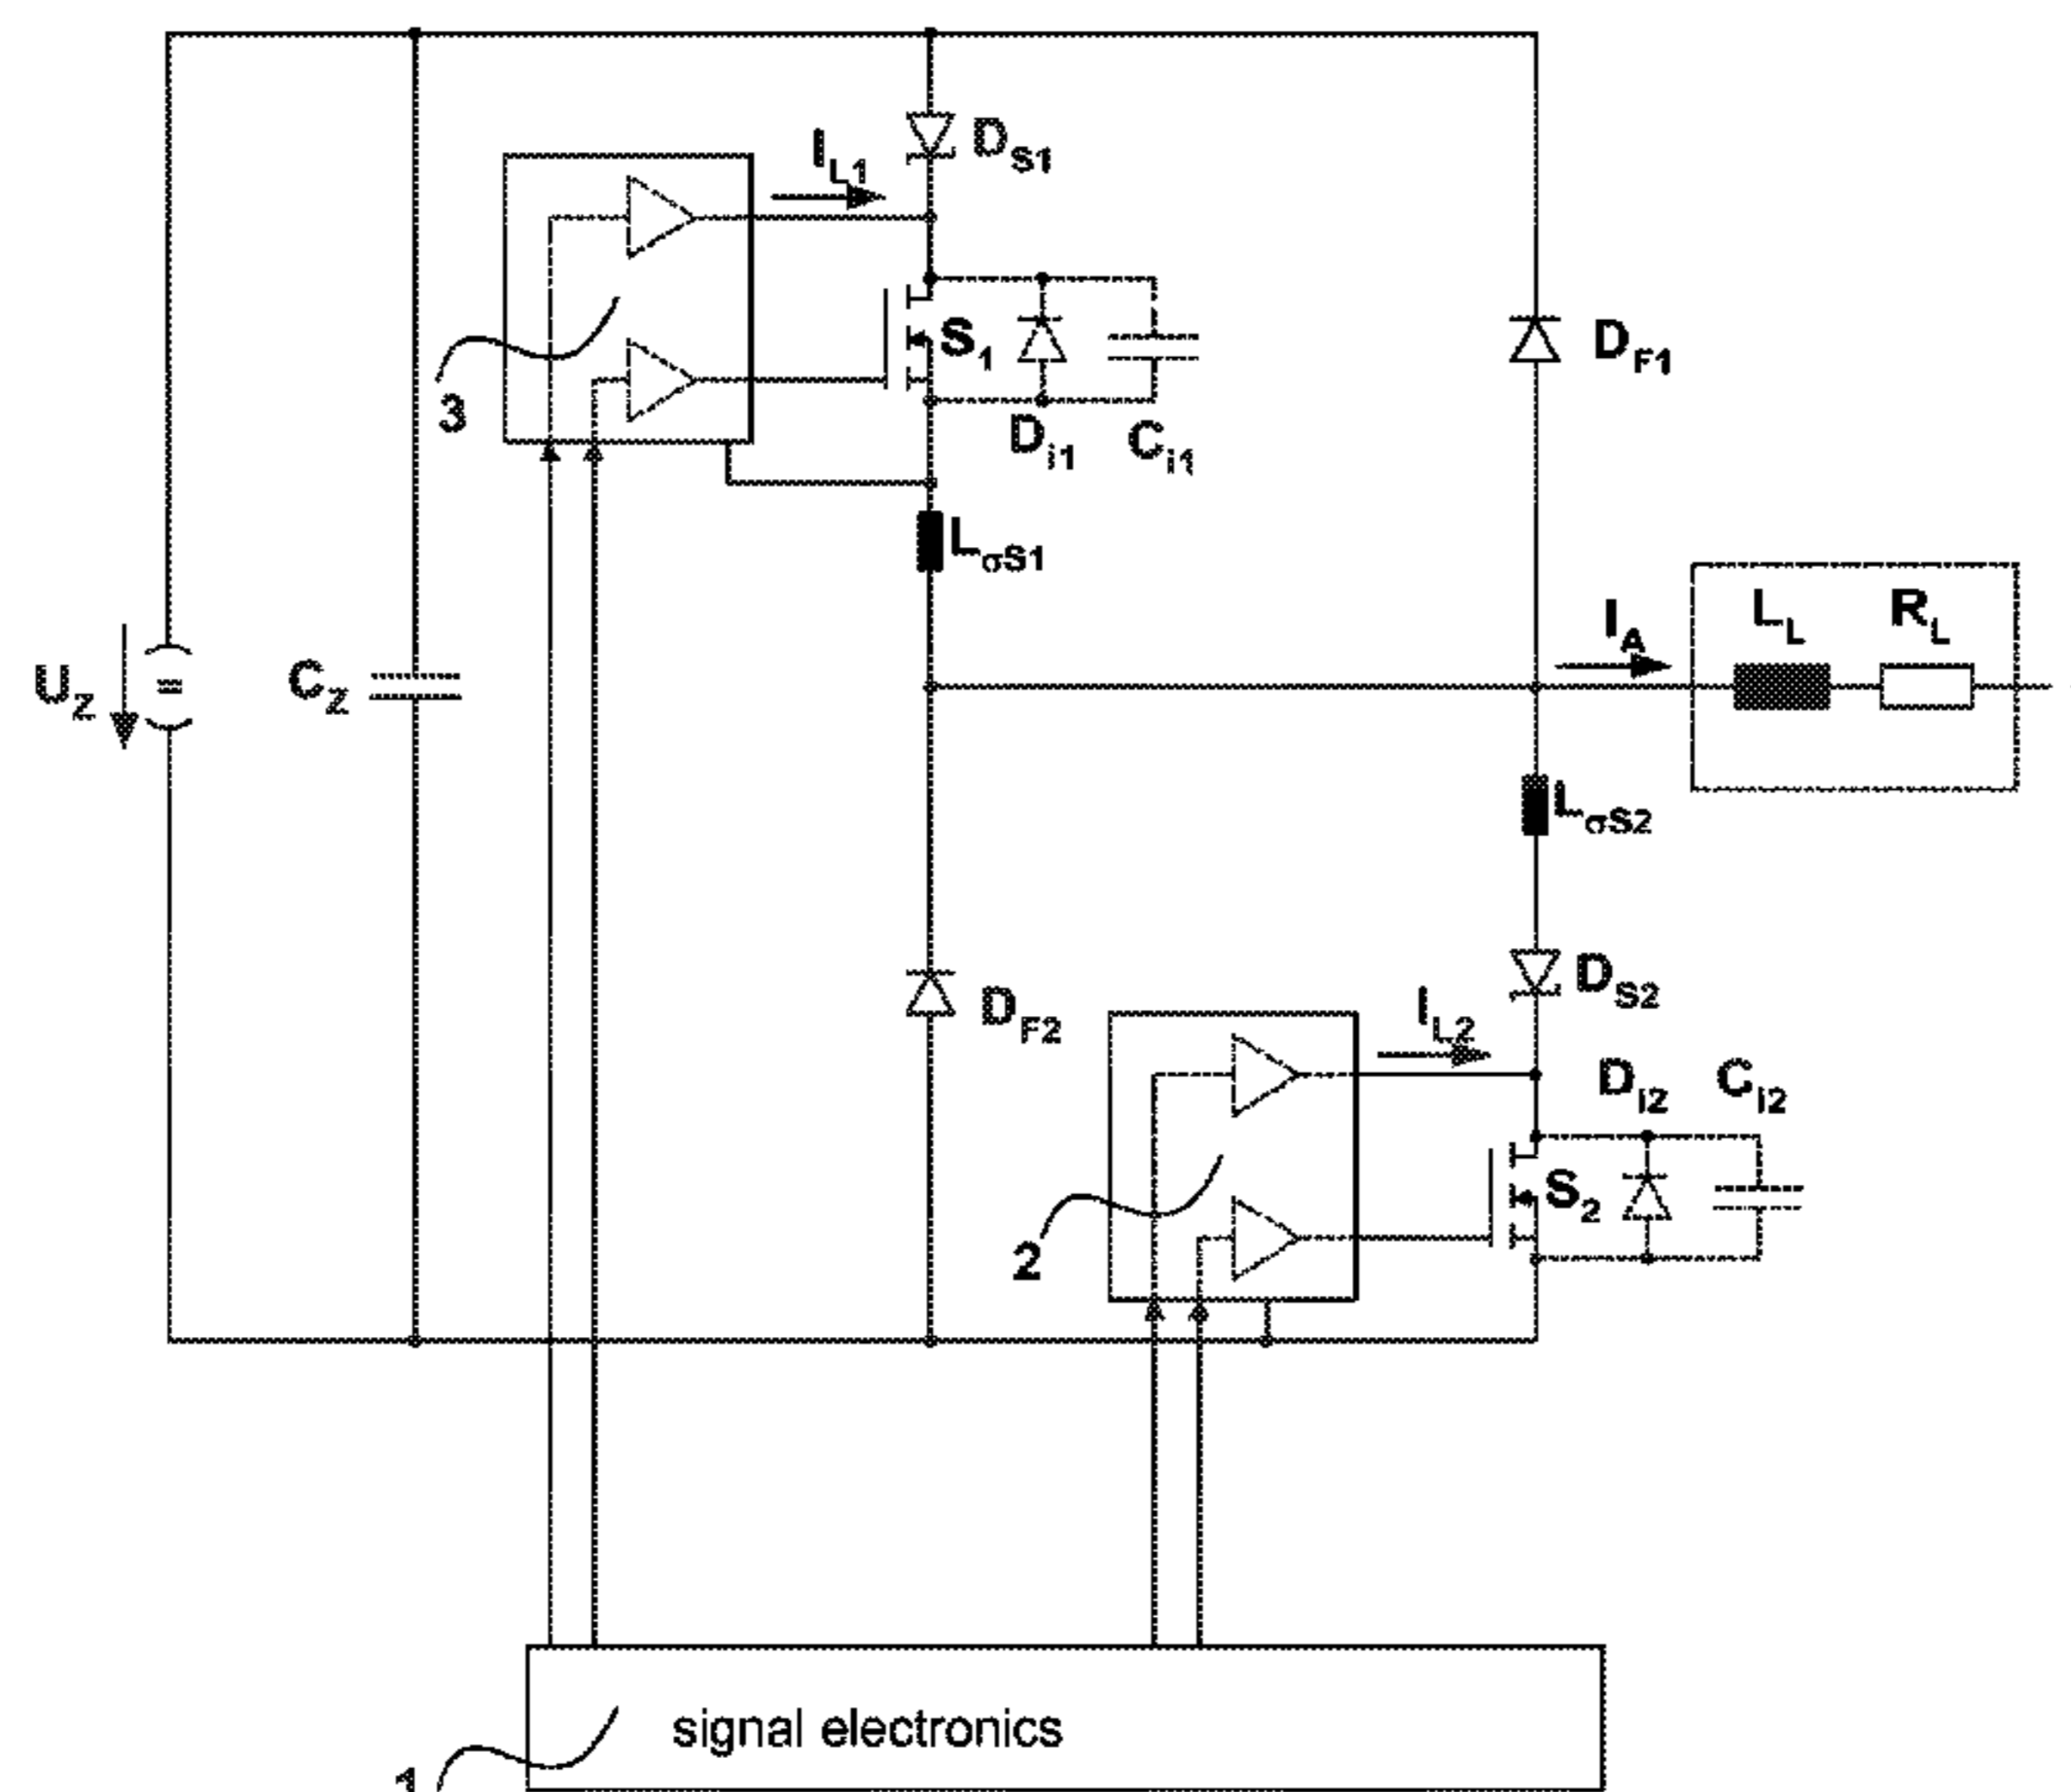 D_S1
I_L1
S_1
D_F1
3
D_i1
C_i1
L_σS1
I_A
L_L
R_L
U_Z
C_Z
L_σS2
D_S2
D_F2
I_L2
D_i2
C_i2
S_2
2
signal electronics
1